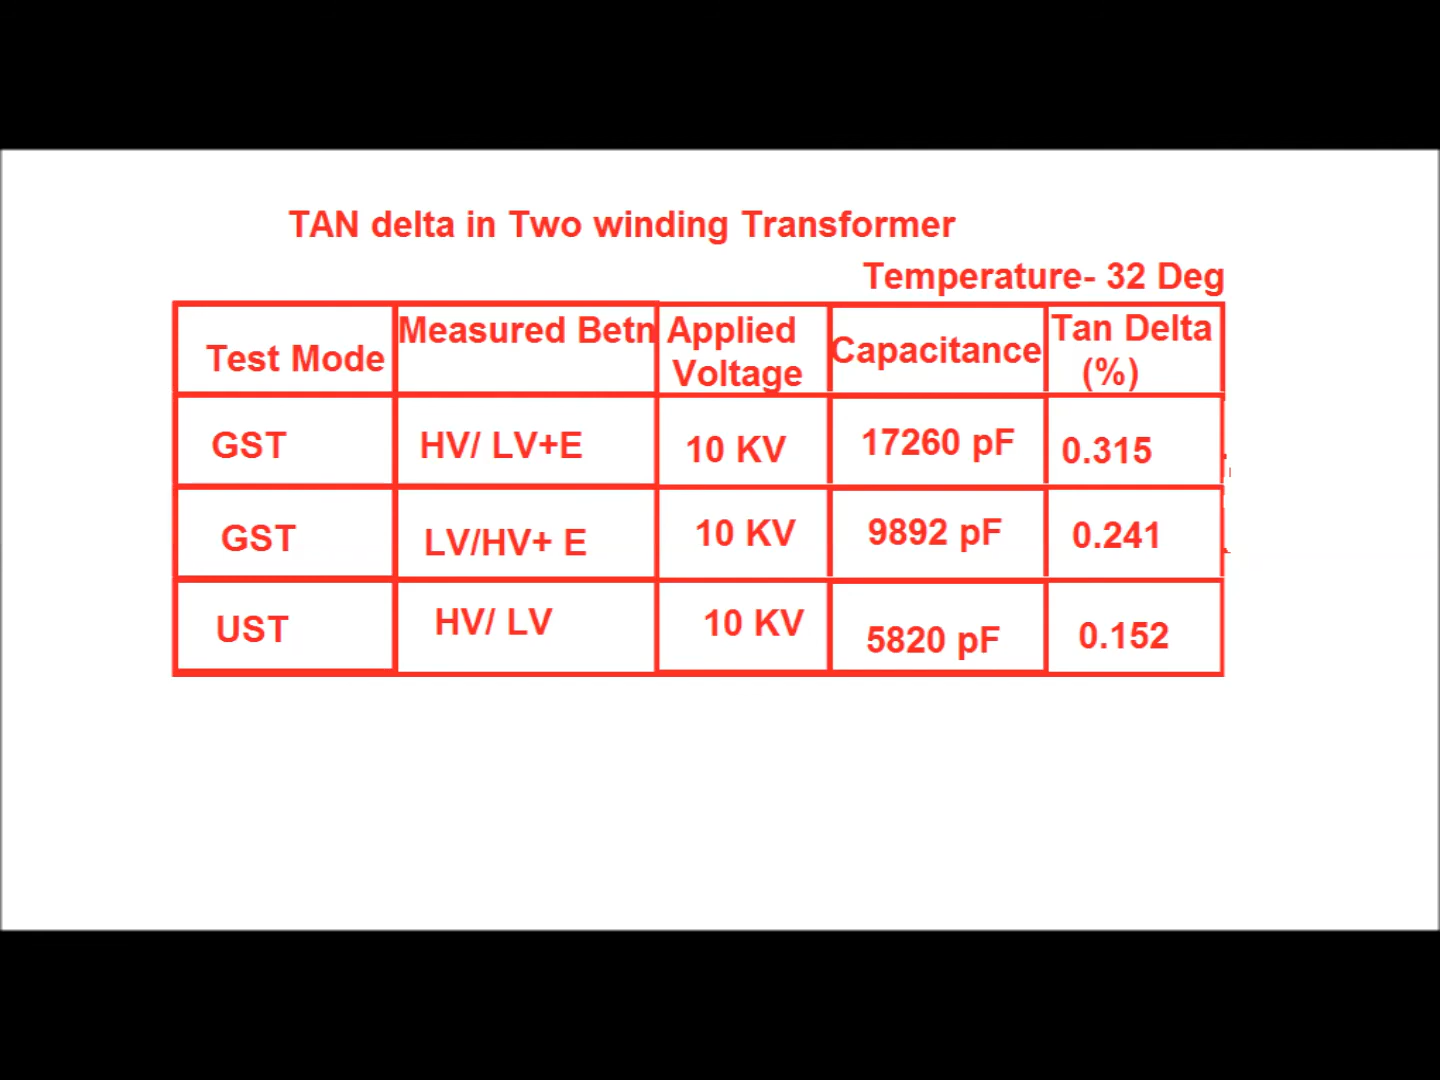 TAN delta in Two winding Transformer
Temperature- 32 Deg
Test Mode
Measured Betn
Applied
Voltage
Capacitance
Tan Delta
(%)
GST
HV/ LV+E
10 KV
17260 pF
0.315
GST
LV/HV+ E
10 KV
9892 pF
0.241
UST
HV/ LV
10 KV
5820 pF
0.152